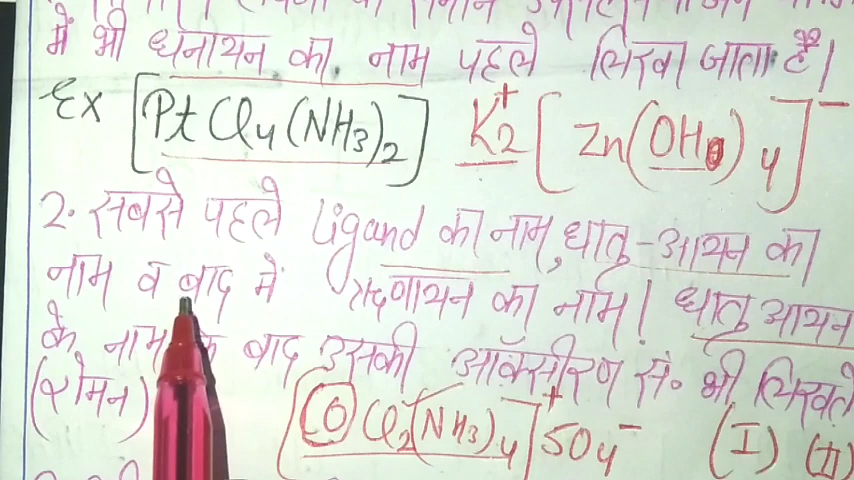 में भी धनायन का नाम पहले लिखा जाता है।
Ex [PtCl4(NH3)2] K2+ [Zn(OH)4]−
2. सबसे पहले Ligand का नाम, धातु-आयन का
नाम व बाद में ऋणायन का नाम। धातु आयन
के नाम के बाद उसकी ऑक्सीकरण सं० भी लिखते
(रोमन) [COCl2(NH3)4]+ SO4− (I) (II)